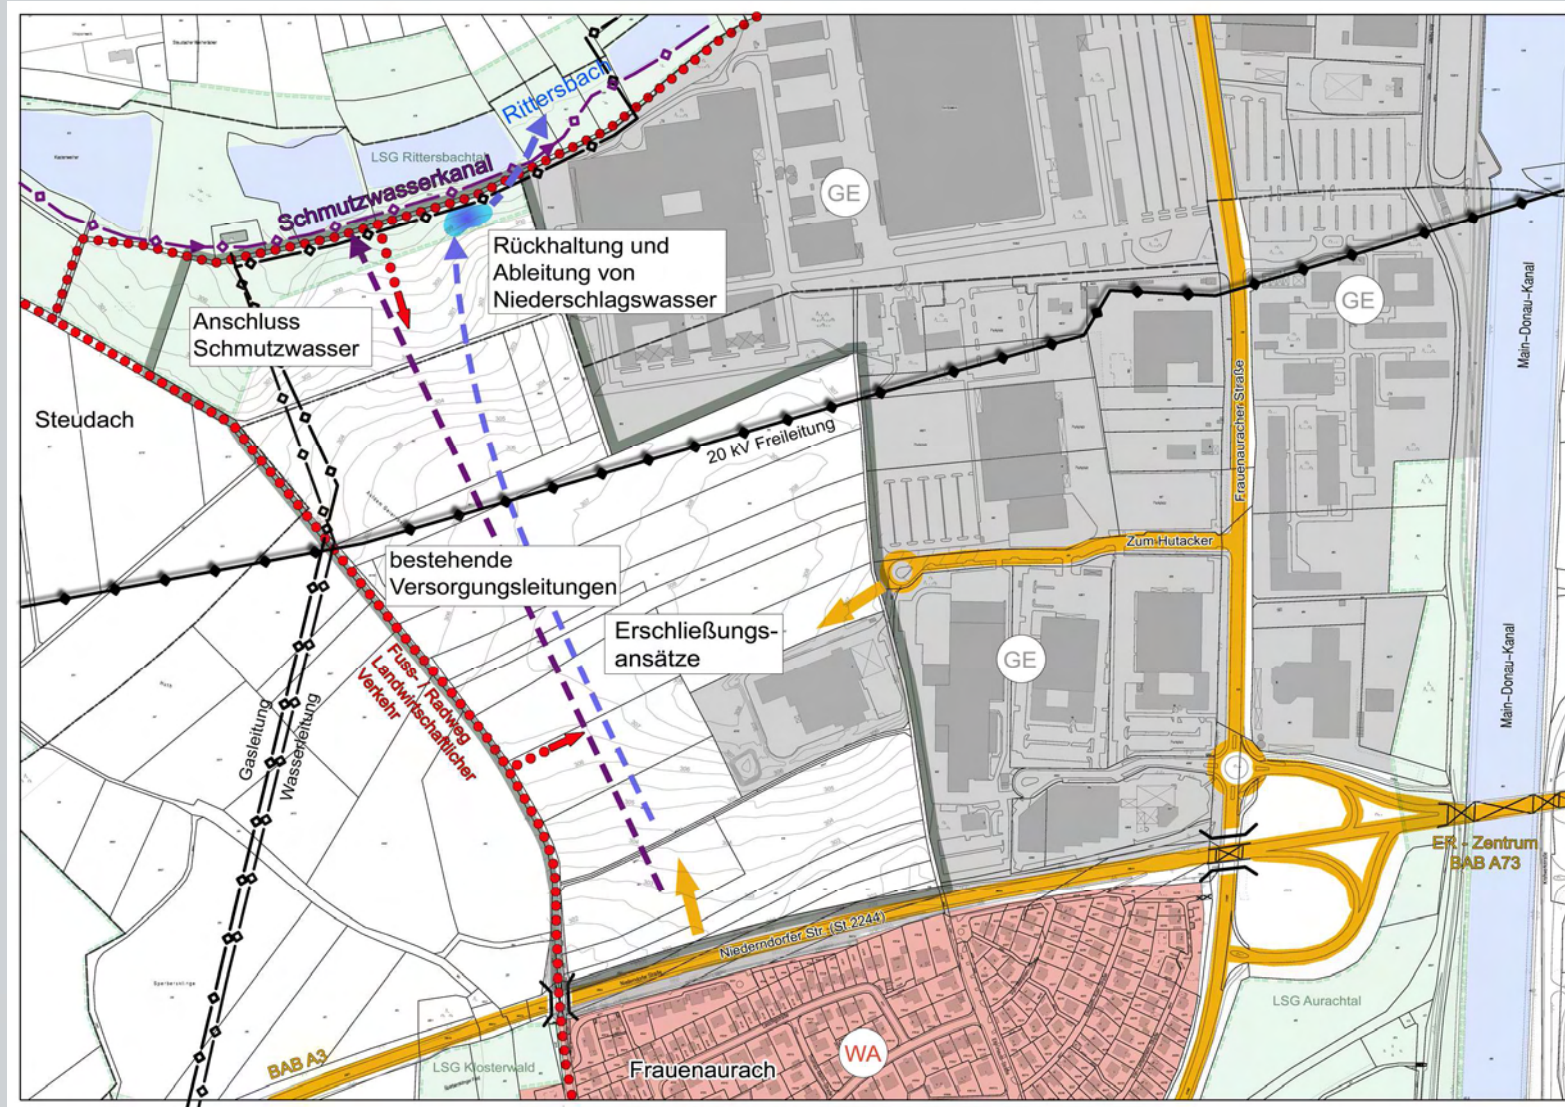 Rittersbach
LSG Rittersbachtal
Schmutzwasserkanal
GE
Rückhaltung und
Ableitung von
Niederschlagswasser
GE
Main-Donau-Kanal
Anschluss
Schmutzwasser
Steudach
Frauenauracher Straße
20 kV Freileitung
Zum Hutacker
bestehende
Versorgungsleitungen
Erschließungs-
ansätze
GE
Fuss- / Radweg
Landwirtschaftlicher
Verkehr
Main-Donau-Kanal
Gasleitung
Wasserleitung
ER - Zentrum
BAB A73
Niederndorfer Str. (St.2244)
LSG Aurachtal
WA
BAB A3
LSG Klosterwald
Frauenaurach